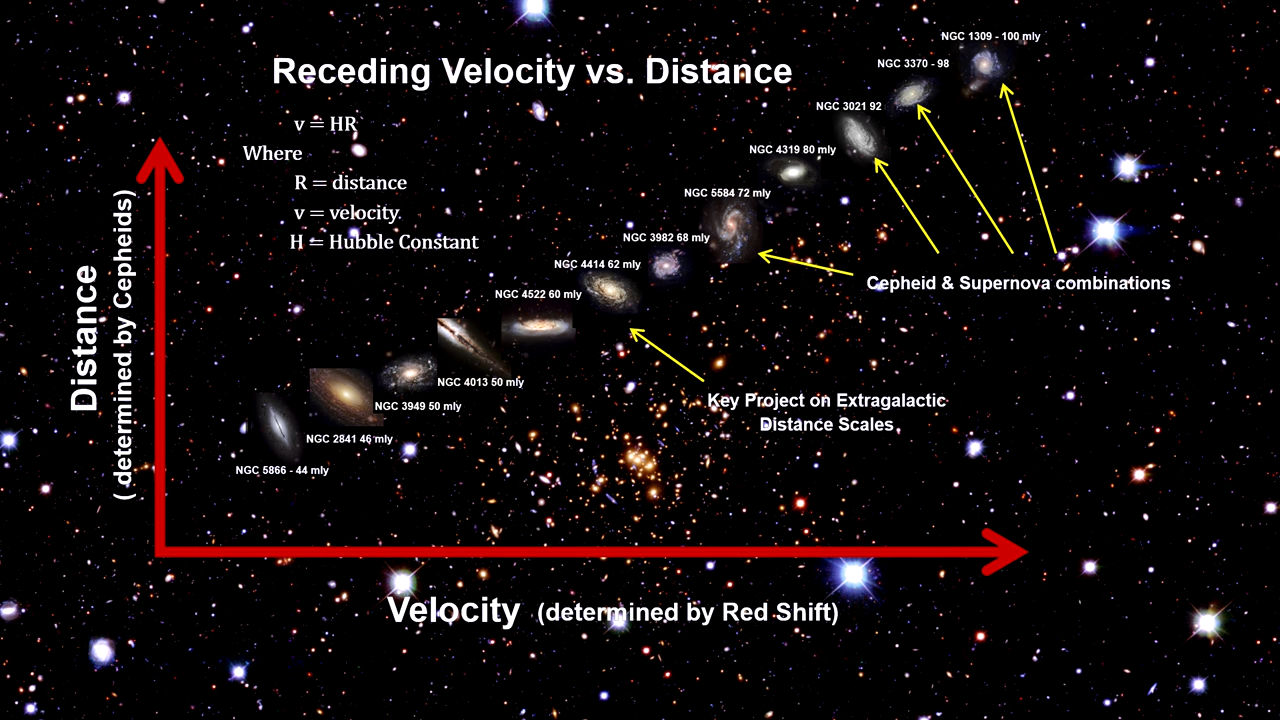 Receding Velocity vs. Distance
v = HR
Where
R = distance
v = velocity
H = Hubble Constant
NGC 1309 - 100 mly
NGC 3370 - 98
NGC 3021 92
NGC 4319 80 mly
NGC 5584 72 mly
NGC 3982 68 mly
NGC 4414 62 mly
NGC 4522 60 mly
NGC 4013 50 mly
NGC 3949 50 mly
NGC 2841 46 mly
NGC 5866 - 44 mly
Cepheid & Supernova combinations
Key Project on Extragalactic
Distance Scales
Distance
( determined by Cepheids)
Velocity (determined by Red Shift)